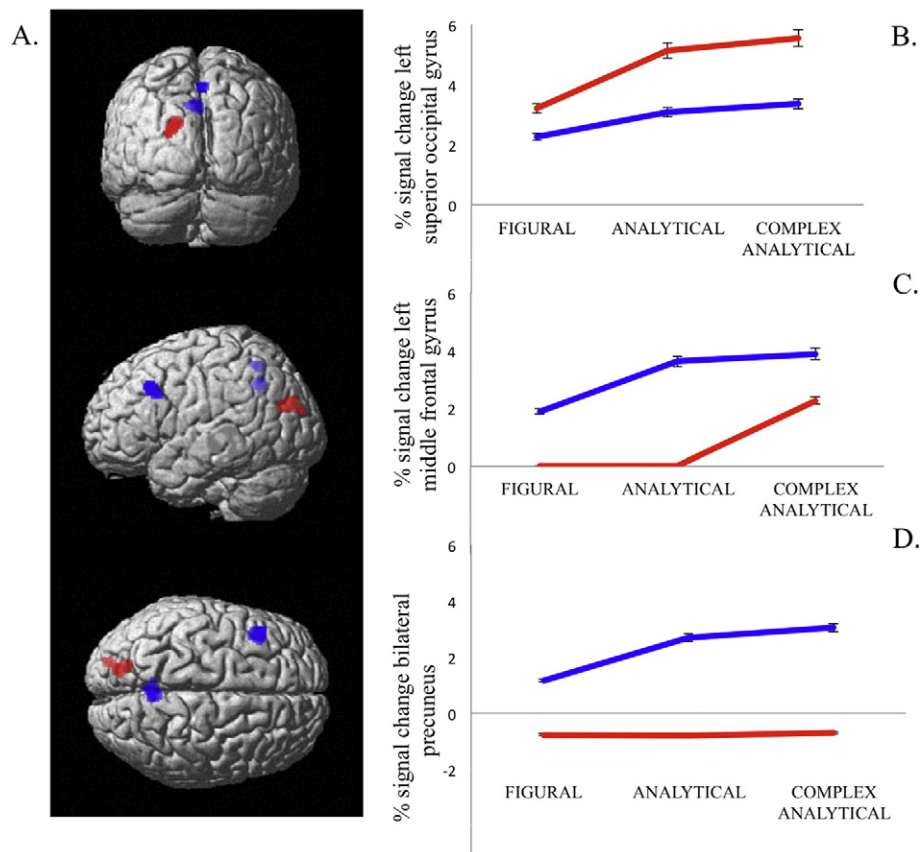 A.
B.
% signal change left
superior occipital gyrus
6
4
2
0
FIGURAL
ANALYTICAL
COMPLEX
ANALYTICAL
C.
% signal change left
middle frontal gyrus
6
4
2
0
FIGURAL
ANALYTICAL
COMPLEX
ANALYTICAL
D.
% signal change bilateral
precuneus
6
4
2
0
-2
FIGURAL
ANALYTICAL
COMPLEX
ANALYTICAL